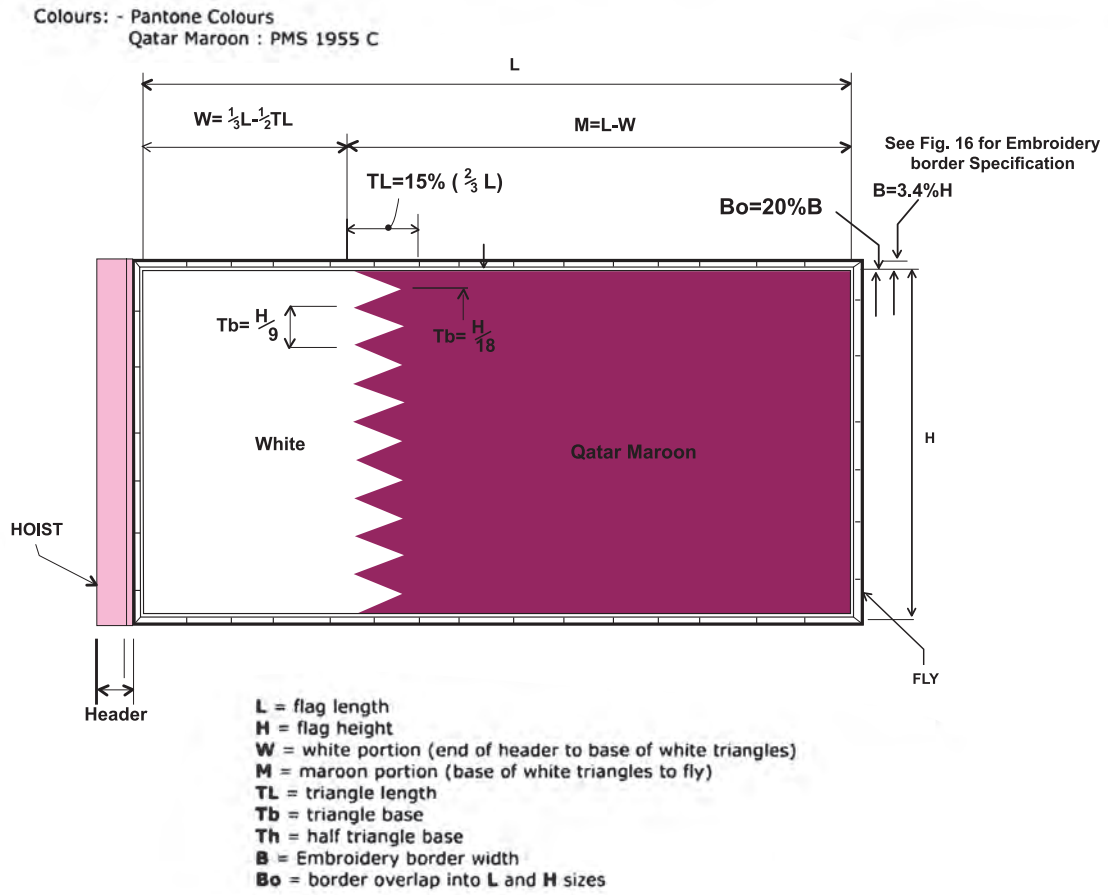 Colours: - Pantone Colours
Qatar Maroon : PMS 1955 C
L
W= ⅓L-½TL
M=L-W
See Fig. 16 for Embroidery
border Specification
TL=15% ( ⅔ L)
B=3.4%H
Bo=20%B
Tb= H/9
Tb= H/18
White
Qatar Maroon
H
HOIST
FLY
Header
L = flag length
H = flag height
W = white portion (end of header to base of white triangles)
M = maroon portion (base of white triangles to fly)
TL = triangle length
Tb = triangle base
Th = half triangle base
B = Embroidery border width
Bo = border overlap into L and H sizes